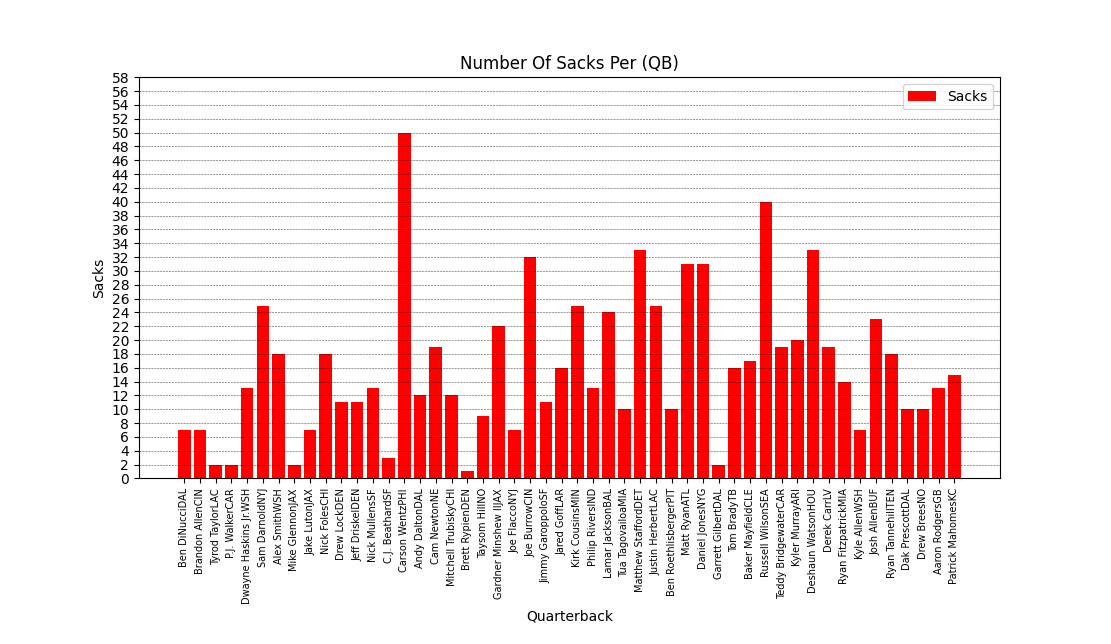 Number Of Sacks Per (QB)
Sacks
58
56
54
52
50
48
46
44
42
40
38
36
34
32
30
28
26
24
22
20
18
16
14
12
10
8
6
4
2
0
Sacks
Ben DiNucciDAL
Brandon AllenCIN
Tyrod TaylorLAC
P.J. WalkerCAR
Dwayne Haskins Jr.WSH
Sam DarnoldNYJ
Alex SmithWSH
Mike GlennonJAX
Jake LutonJAX
Nick FolesCHI
Drew LockDEN
Jeff DriskelDEN
Nick MullensSF
C.J. BeathardSF
Carson WentzPHI
Andy DaltonDAL
Cam NewtonNE
Mitchell TrubiskyCHI
Brett RypienDEN
Taysom HillNO
Gardner Minshew IIJAX
Joe FlaccoNYJ
Joe BurrowCIN
Jimmy GaroppoloSF
Jared GoffLAR
Kirk CousinsMIN
Philip RiversIND
Lamar JacksonBAL
Tua TagovailoaMIA
Matthew StaffordDET
Justin HerbertLAC
Ben RoethlisbergerPIT
Matt RyanATL
Daniel JonesNYG
Garrett GilbertDAL
Tom BradyTB
Baker MayfieldCLE
Russell WilsonSEA
Teddy BridgewaterCAR
Kyler MurrayARI
Deshaun WatsonHOU
Derek CarrLV
Ryan FitzpatrickMIA
Kyle AllenWSH
Josh AllenBUF
Ryan TannehillTEN
Dak PrescottDAL
Drew BreesNO
Aaron RodgersGB
Patrick MahomesKC
Quarterback